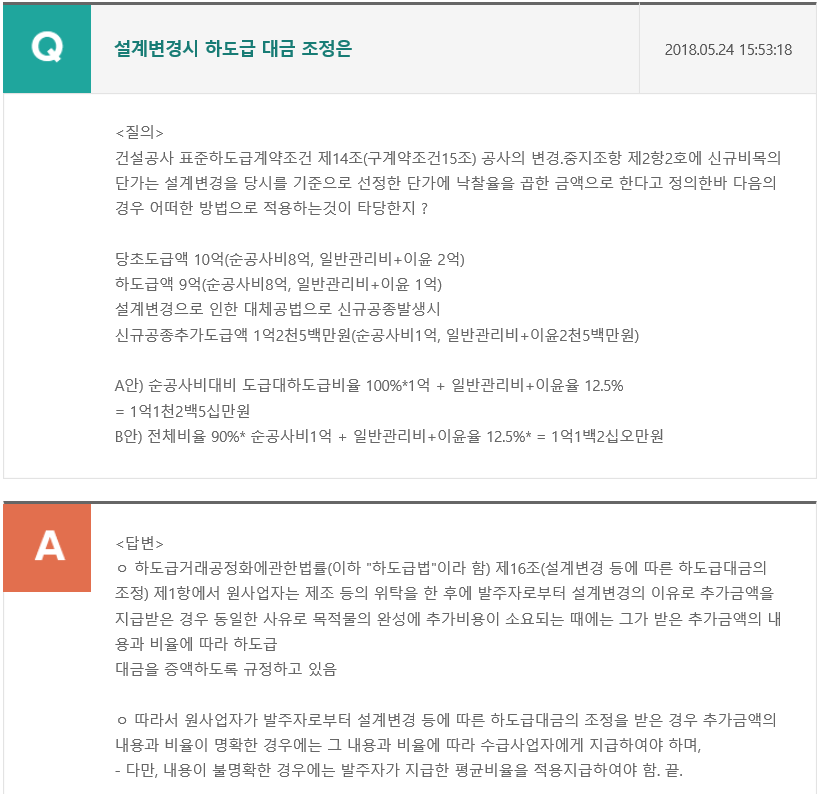 Q
설계변경시 하도급 대금 조정은
2018.05.24 15:53:18
<질의>
건설공사 표준하도급계약조건 제14조(구계약조건15조) 공사의 변경.중지조항 제2항2호에 신규비목의
단가는 설계변경을 당시를 기준으로 선정한 단가에 낙찰율을 곱한 금액으로 한다고 정의한바 다음의
경우 어떠한 방법으로 적용하는것이 타당한지 ?
당초도급액 10억(순공사비8억, 일반관리비+이윤 2억)
하도급액 9억(순공사비8억, 일반관리비+이윤 1억)
설계변경으로 인한 대체공법으로 신규공종발생시
신규공종추가도급액 1억2천5백만원(순공사비1억, 일반관리비+이윤2천5백만원)
A안) 순공사비대비 도급대하도급비율 100%*1억 + 일반관리비+이윤율 12.5%
= 1억1천2백5십만원
B안) 전체비율 90%* 순공사비1억 + 일반관리비+이윤율 12.5%* = 1억1백2십오만원
A
<답변>
ㅇ 하도급거래공정화에관한법률(이하 "하도급법"이라 함) 제16조(설계변경 등에 따른 하도급대금의
조정) 제1항에서 원사업자는 제조 등의 위탁을 한 후에 발주자로부터 설계변경의 이유로 추가금액을
지급받은 경우 동일한 사유로 목적물의 완성에 추가비용이 소요되는 때에는 그가 받은 추가금액의 내
용과 비율에 따라 하도급
대금을 증액하도록 규정하고 있음
ㅇ 따라서 원사업자가 발주자로부터 설계변경 등에 따른 하도급대금의 조정을 받은 경우 추가금액의
내용과 비율이 명확한 경우에는 그 내용과 비율에 따라 수급사업자에게 지급하여야 하며,
- 다만, 내용이 불명확한 경우에는 발주자가 지급한 평균비율을 적용지급하여야 함. 끝.